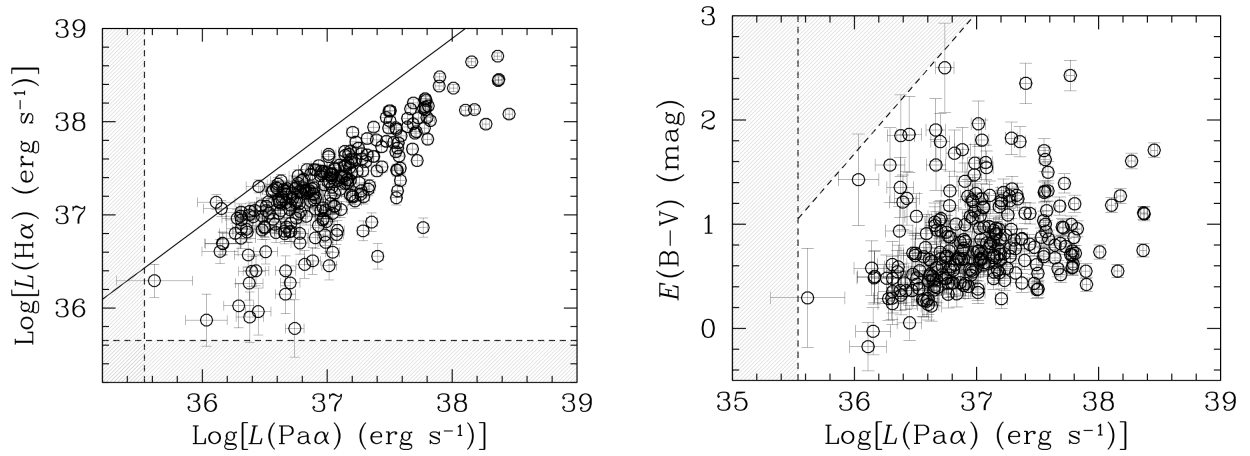 39
38
37
36
Log[L(Hα) (erg s⁻¹)]
36 37 38 39
Log[L(Paα) (erg s⁻¹)]
3
2
1
0
E(B−V) (mag)
35 36 37 38 39
Log[L(Paα) (erg s⁻¹)]